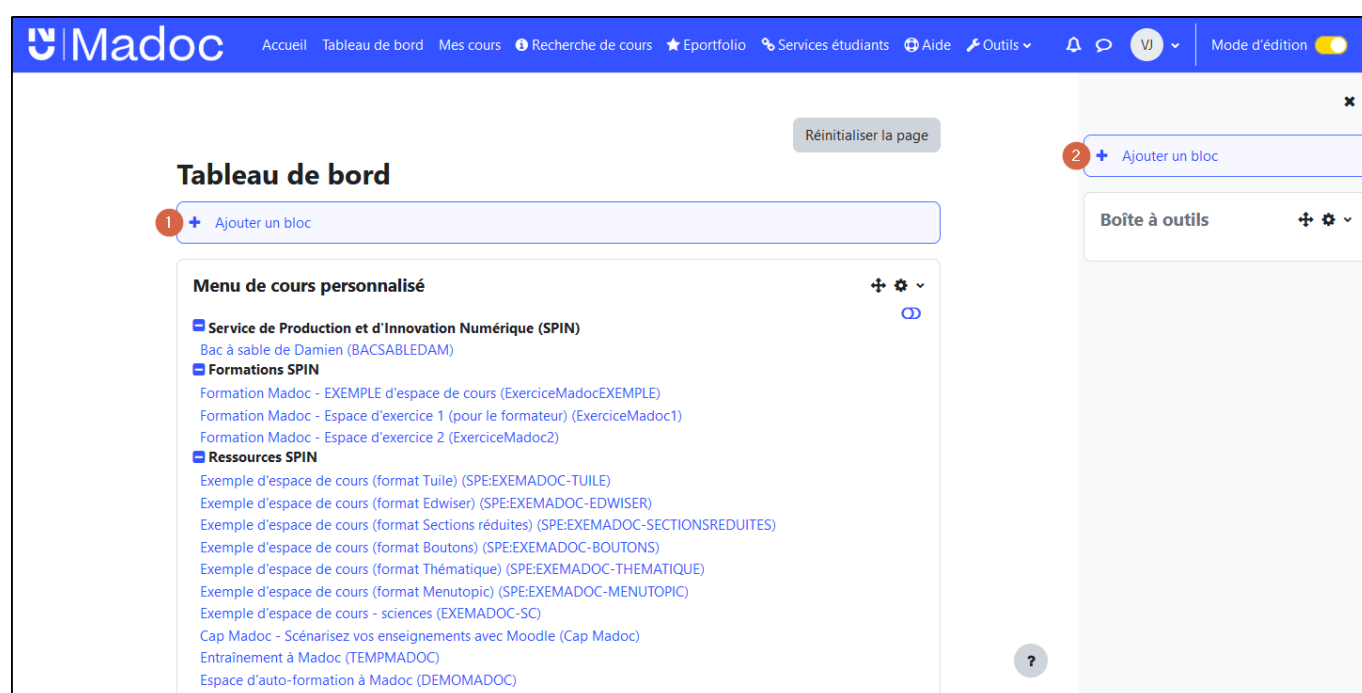 Madoc Accueil Tableau de bord Mes cours Recherche de cours Eportfolio Services étudiants Aide Outils VJ Mode d'édition
Réinitialiser la page
Tableau de bord
1 + Ajouter un bloc
Menu de cours personnalisé
Service de Production et d'Innovation Numérique (SPIN)
Bac à sable de Damien (BACSABLEDAM)
Formations SPIN
Formation Madoc - EXEMPLE d'espace de cours (ExerciceMadocEXEMPLE)
Formation Madoc - Espace d'exercice 1 (pour le formateur) (ExerciceMadoc1)
Formation Madoc - Espace d'exercice 2 (ExerciceMadoc2)
Ressources SPIN
Exemple d'espace de cours (format Tuile) (SPE:EXEMADOC-TUILE)
Exemple d'espace de cours (format Edwiser) (SPE:EXEMADOC-EDWISER)
Exemple d'espace de cours (format Sections réduites) (SPE:EXEMADOC-SECTIONSREDUITES)
Exemple d'espace de cours (format Boutons) (SPE:EXEMADOC-BOUTONS)
Exemple d'espace de cours (format Thématique) (SPE:EXEMADOC-THEMATIQUE)
Exemple d'espace de cours (format Menutopic) (SPE:EXEMADOC-MENUTOPIC)
Exemple d'espace de cours - sciences (EXEMADOC-SC)
Cap Madoc - Scénarisez vos enseignements avec Moodle (Cap Madoc)
Entraînement à Madoc (TEMPMADOC)
Espace d'auto-formation à Madoc (DEMOMADOC)
2 + Ajouter un bloc
Boîte à outils
?